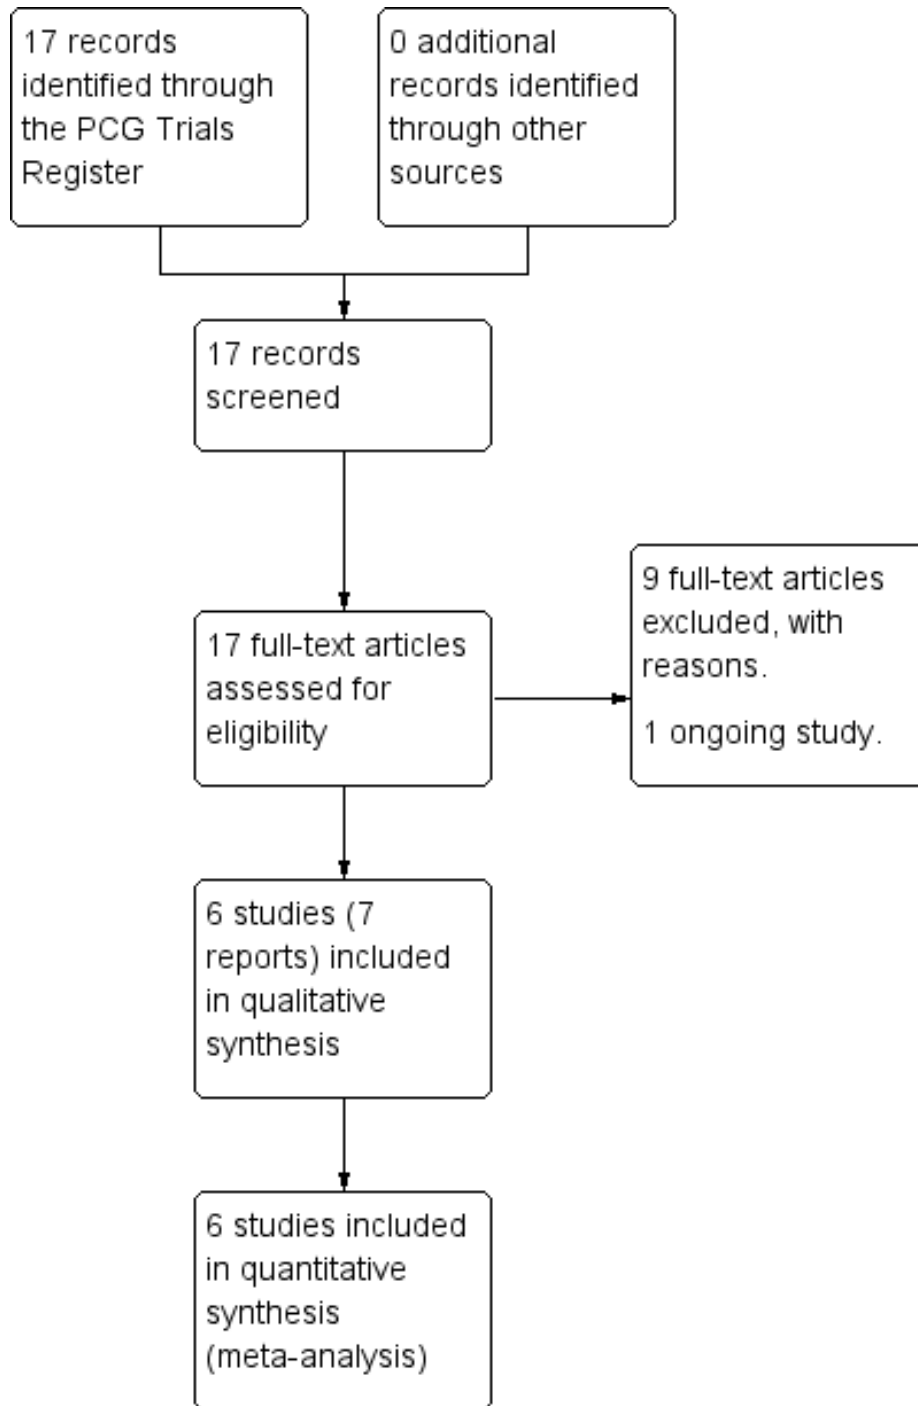 17 records
identified through
the PCG Trials
Register
0 additional
records identified
through other
sources
17 records
screened
17 full-text articles
assessed for
eligibility
9 full-text articles
excluded, with
reasons.
1 ongoing study.
6 studies (7
reports) included
in qualitative
synthesis
6 studies included
in quantitative
synthesis
(meta-analysis)